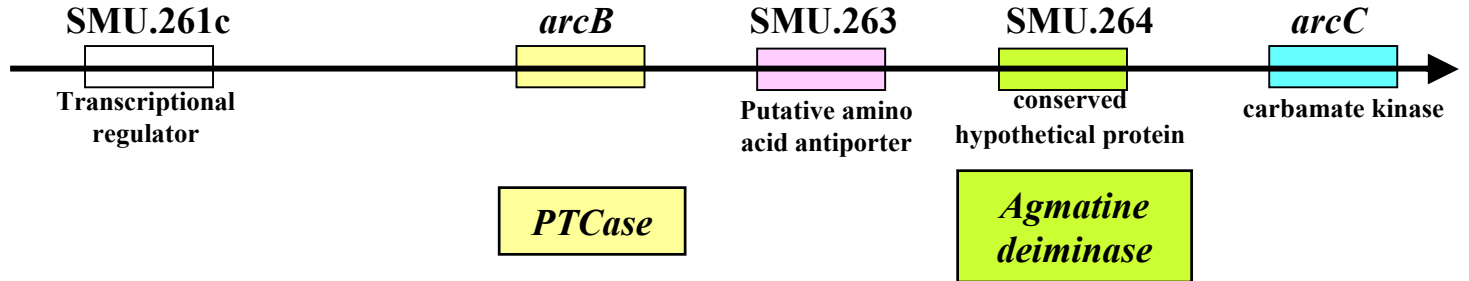 SMU.261c arcB SMU.263 SMU.264 arcC
Transcriptional
regulator
Putative amino
acid antiporter
conserved
hypothetical protein
carbamate kinase
PTCase
Agmatine
deiminase